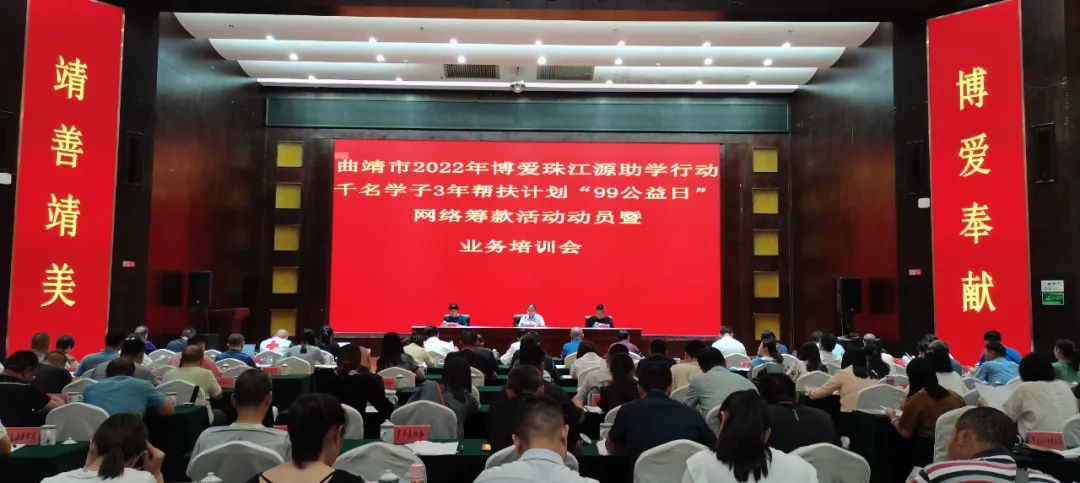 靖善靖美
曲靖市2022年博爱珠江源助学行动
千名学子3年帮扶计划“99公益日”
网络筹款活动动员暨
业务培训会
博爱奉献